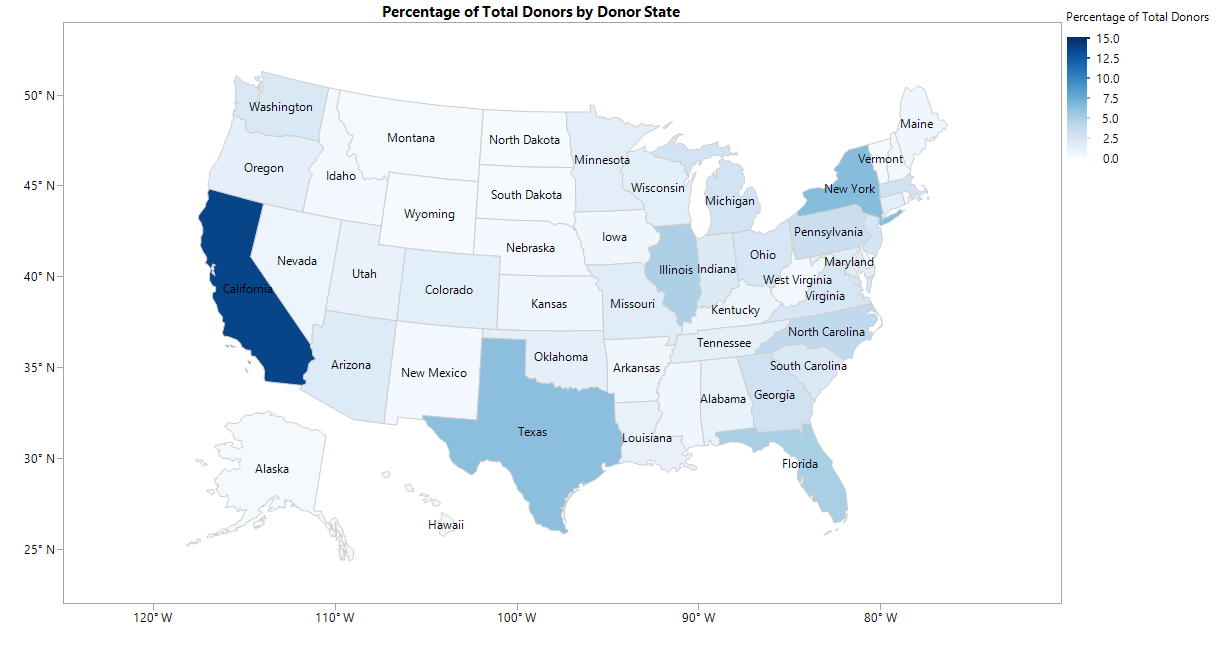 Percentage of Total Donors by Donor State
Percentage of Total Donors
15.0
12.5
10.0
7.5
5.0
2.5
0.0
50° N
45° N
40° N
35° N
30° N
25° N
Washington
Maine
Montana
North Dakota
Minnesota
Vermont
Oregon
Idaho
Wisconsin
New York
South Dakota
Michigan
Wyoming
Pennsylvania
Iowa
Nebraska
Ohio
Nevada
Maryland
Utah
Illinois
Indiana
West Virginia
California
Colorado
Virginia
Kansas
Missouri
Kentucky
North Carolina
Tennessee
Oklahoma
Arizona
South Carolina
New Mexico
Arkansas
Georgia
Alabama
Texas
Louisiana
Florida
Alaska
Hawaii
120° W
110° W
100° W
90° W
80° W